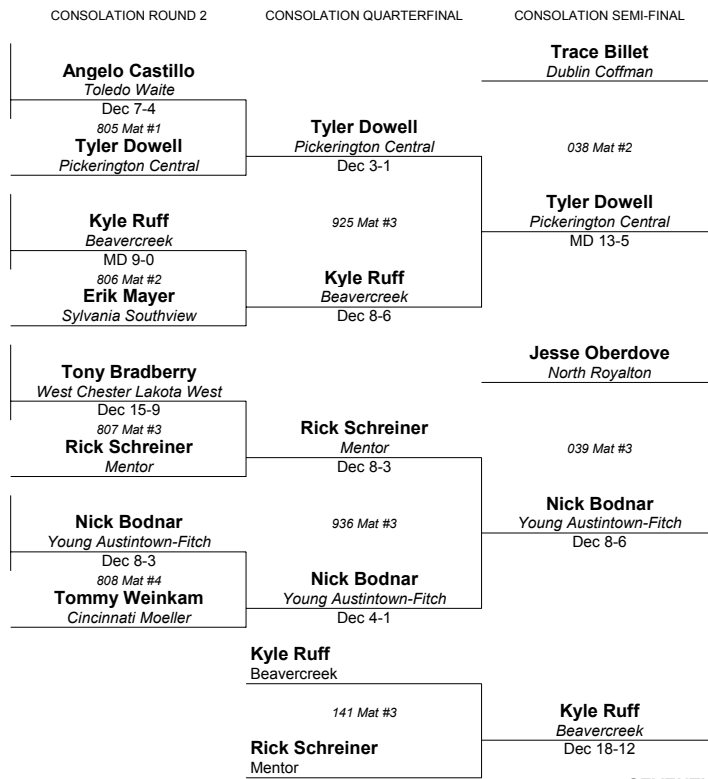 CONSOLATION ROUND 2 CONSOLATION QUARTERFINAL CONSOLATION SEMI-FINAL
Trace Billet
Dublin Coffman
Angelo Castillo
Toledo Waite
Dec 7-4
805 Mat #1
Tyler Dowell
Pickerington Central
Tyler Dowell
Pickerington Central
Dec 3-1
038 Mat #2
Tyler Dowell
Pickerington Central
MD 13-5
Kyle Ruff
Beavercreek
MD 9-0
806 Mat #2
Erik Mayer
Sylvania Southview
925 Mat #3
Kyle Ruff
Beavercreek
Dec 8-6
Jesse Oberdove
North Royalton
Tony Bradberry
West Chester Lakota West
Dec 15-9
807 Mat #3
Rick Schreiner
Mentor
Rick Schreiner
Mentor
Dec 8-3
039 Mat #3
Nick Bodnar
Young Austintown-Fitch
Dec 8-6
Nick Bodnar
Young Austintown-Fitch
Dec 8-3
808 Mat #4
Tommy Weinkam
Cincinnati Moeller
936 Mat #3
Nick Bodnar
Young Austintown-Fitch
Dec 4-1
Kyle Ruff
Beavercreek
141 Mat #3
Rick Schreiner
Mentor
Kyle Ruff
Beavercreek
Dec 18-12